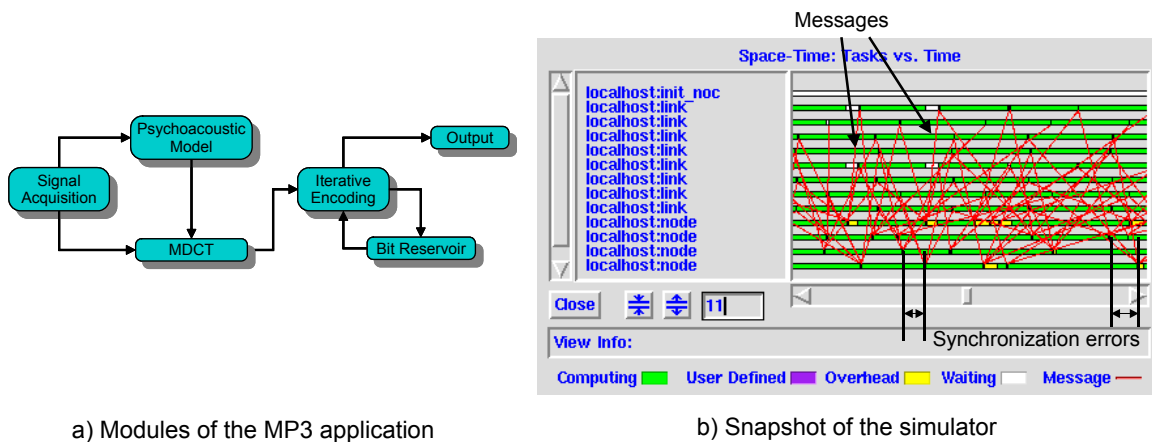 Psychoacoustic
Model
Output
Signal
Acquisition
Iterative
Encoding
MDCT
Bit Reservoir
a) Modules of the MP3 application
Messages
Space-Time: Tasks vs. Time
localhost:init_noc
localhost:link
localhost:link
localhost:link
localhost:link
localhost:link
localhost:link
localhost:link
localhost:link
localhost:node
localhost:node
localhost:node
localhost:node
Close
11
Synchronization errors
View Info:
Computing
User Defined
Overhead
Waiting
Message
b) Snapshot of the simulator